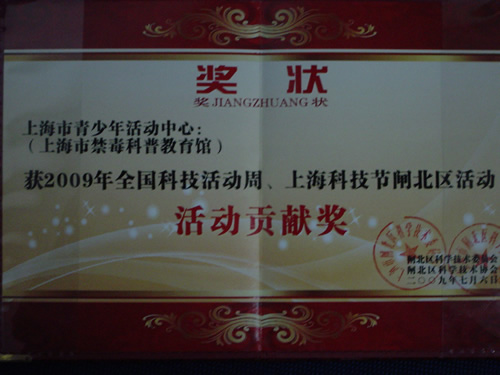 奖 状
奖 JIANGZHUANG 状
上海市青少年活动中心：
（上海市禁毒科普教育馆）
获2009年全国科技活动周、上海科技节闸北区活动
活动贡献奖
闸北区科学技术委员会
闸北区科学技术协会
二〇〇九年七月六日